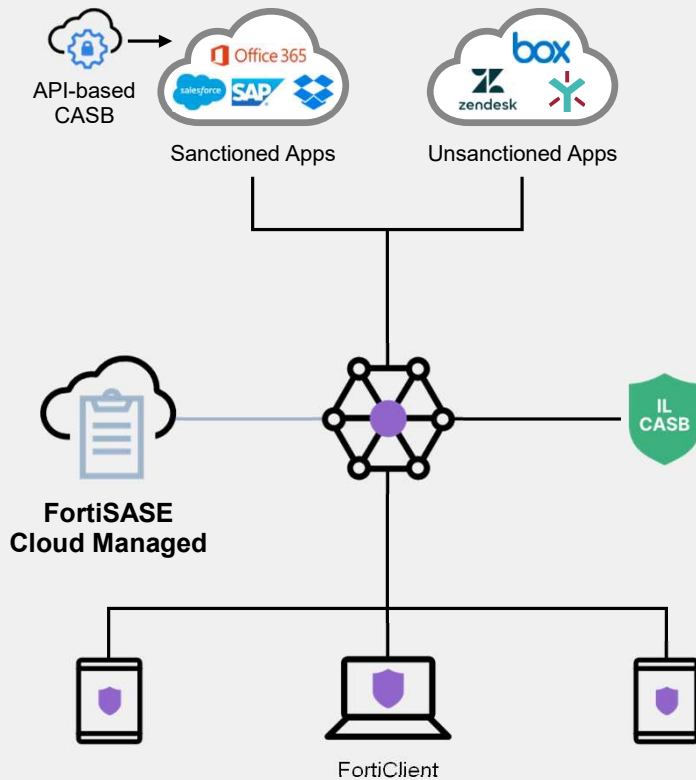 API-based
CASB
Office 365
salesforce
SAP
box
zendesk
Sanctioned Apps
Unsanctioned Apps
IL
CASB
FortiSASE
Cloud Managed
FortiClient